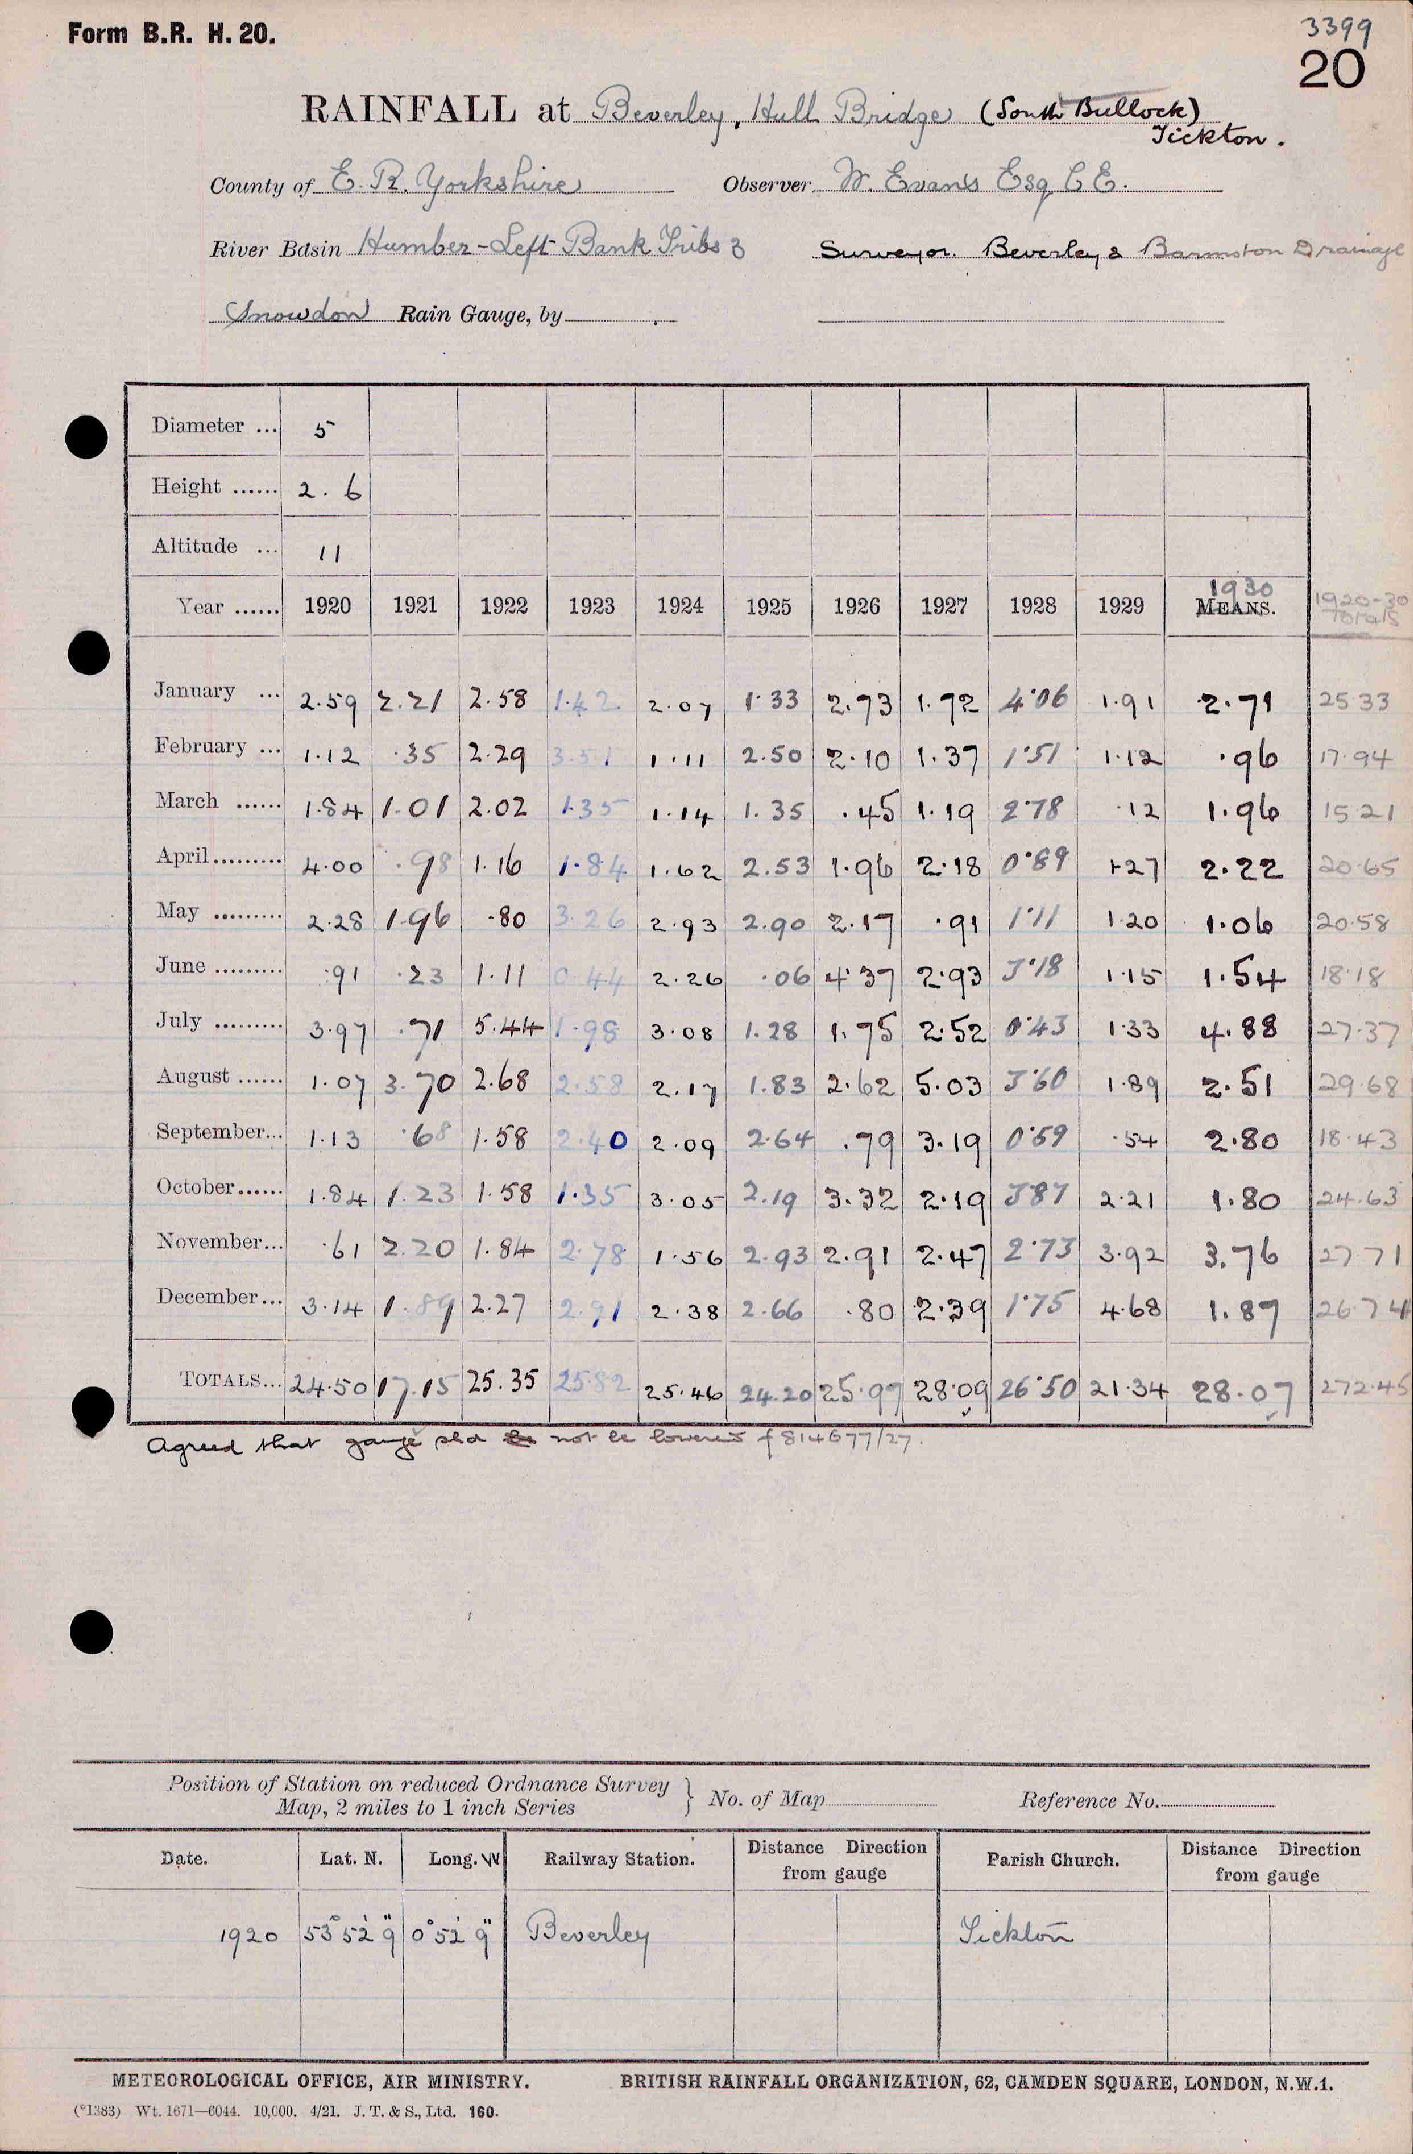 Form B.R. H. 20.
3399
20
RAINFALL at Beverley, Hull Bridge (South Bullock)
Tickton.
County of E. R. Yorkshire Observer W. Evans Esq C E.
River Basin Humber - Left Bank Tribs 3 Surveyor. Beverley & Barmston Drainage
Snowdon Rain Gauge, by
Diameter ... 5
Height ...... 2. 6
Altitude ... 11
Year ...... 1920 1921 1922 1923 1924 1925 1926 1927 1928 1929 1930 MEANS. 1920-30 Totals
January ... 2.59 2.21 2.58 1.42 2.07 1.33 2.73 1.72 4.06 1.91 2.71 25.33
February ... 1.12 .35 2.29 3.51 1.11 2.50 2.10 1.37 1.51 1.12 .96 17.94
March ...... 1.84 1.01 2.02 1.35 1.14 1.35 .45 1.19 2.78 .12 1.96 15.21
April......... 4.00 .98 1.16 1.84 1.62 2.53 1.96 2.18 0.89 1.27 2.22 20.65
May ......... 2.28 1.96 .80 3.26 2.93 2.90 2.17 .91 1.11 1.20 1.06 20.58
June ......... .91 .23 1.11 0.44 2.26 .06 4.37 2.93 3.18 1.15 1.54 18.18
July ......... 3.97 .71 5.44 1.98 3.08 1.28 1.75 2.52 0.43 1.33 4.88 27.37
August ...... 1.07 3.70 2.68 2.58 2.17 1.83 2.62 5.03 3.60 1.89 2.51 29.68
September... 1.13 .68 1.58 2.40 2.09 2.64 .79 3.19 0.59 .54 2.80 18.43
October...... 1.84 1.23 1.58 1.35 3.05 2.19 3.32 2.19 3.87 2.21 1.80 24.63
November... .61 2.20 1.84 2.78 1.56 2.93 2.91 2.47 2.73 3.92 3.76 27.71
December... 3.14 1.89 2.27 2.91 2.38 2.66 .80 2.39 1.75 4.68 1.87 26.74
TOTALS... 24.50 17.15 25.35 25.82 25.46 24.20 25.97 28.09 26.50 21.34 28.07 272.45
Agreed that gauge shd be not be lowered f 814677/27.
Position of Station on reduced Ordnance Survey Map, 2 miles to 1 inch Series } No. of Map Reference No.
Date. Lat. N. Long. W Railway Station. Distance Direction from gauge Parish Church. Distance Direction from gauge
1920 53° 52' 9" 0° 52' 9" Beverley Tickton
METEOROLOGICAL OFFICE, AIR MINISTRY. BRITISH RAINFALL ORGANIZATION, 62, CAMDEN SQUARE, LONDON, N.W.1.
(*1383) Wt. 1671—6044. 10,000. 4/21. J. T. & S., Ltd. 160.